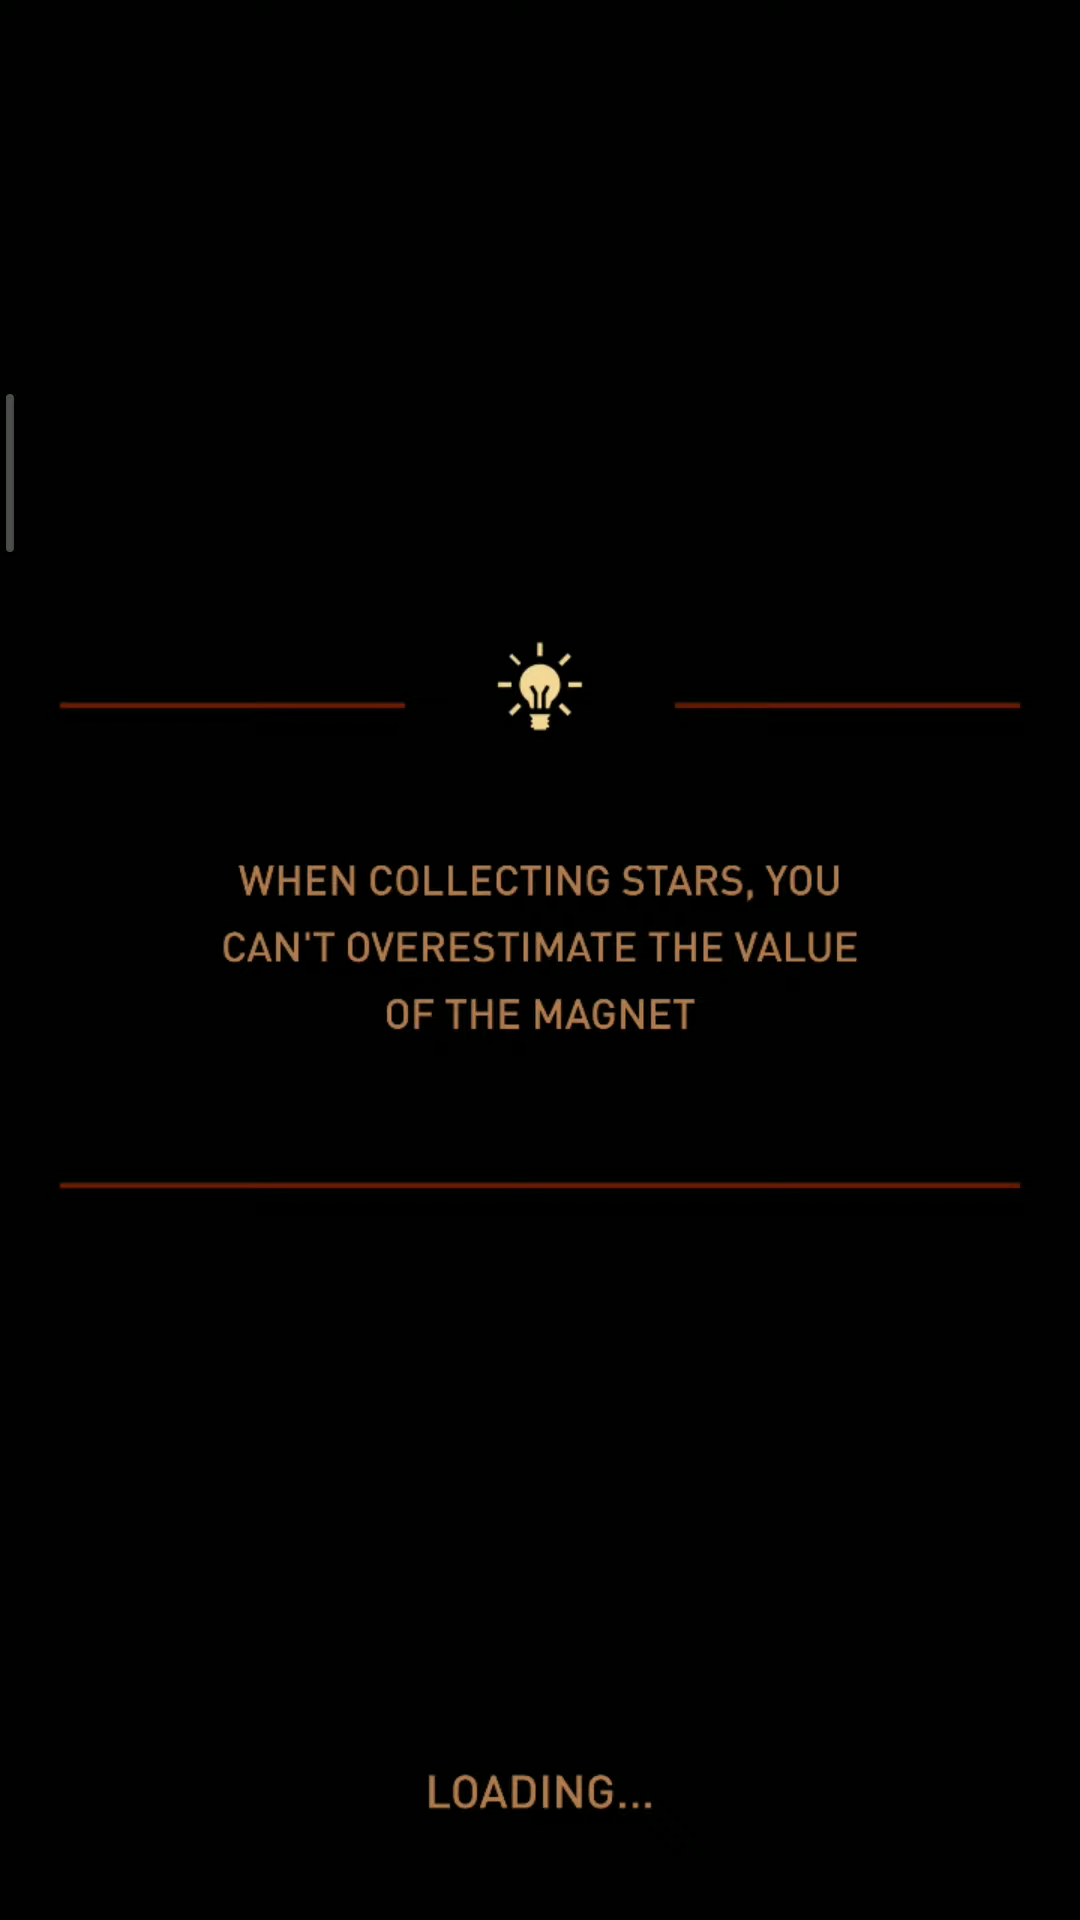 WHEN COLLECTING STARS, YOU
CAN'T OVERESTIMATE THE VALUE
OF THE MAGNET
LOADING...